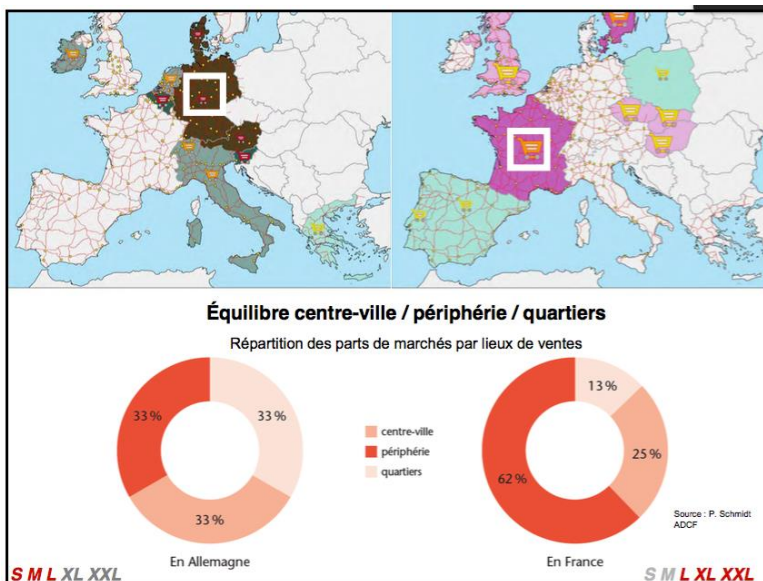 Équilibre centre-ville / périphérie / quartiers
Répartition des parts de marchés par lieux de ventes
33 %
33 %
33 %
En Allemagne
centre-ville
périphérie
quartiers
13 %
25 %
62 %
En France
Source : P. Schmidt
ADCF
S M L XL XXL
S M L XL XXL